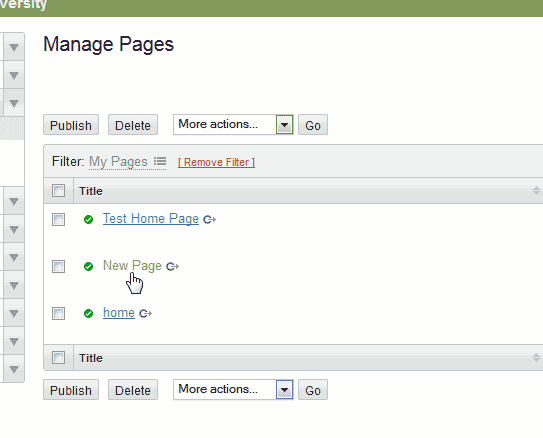 versity
Manage Pages
Publish Delete More actions... Go
Filter: My Pages [ Remove Filter ]
Title
Test Home Page
New Page
home
Title
Publish Delete More actions... Go